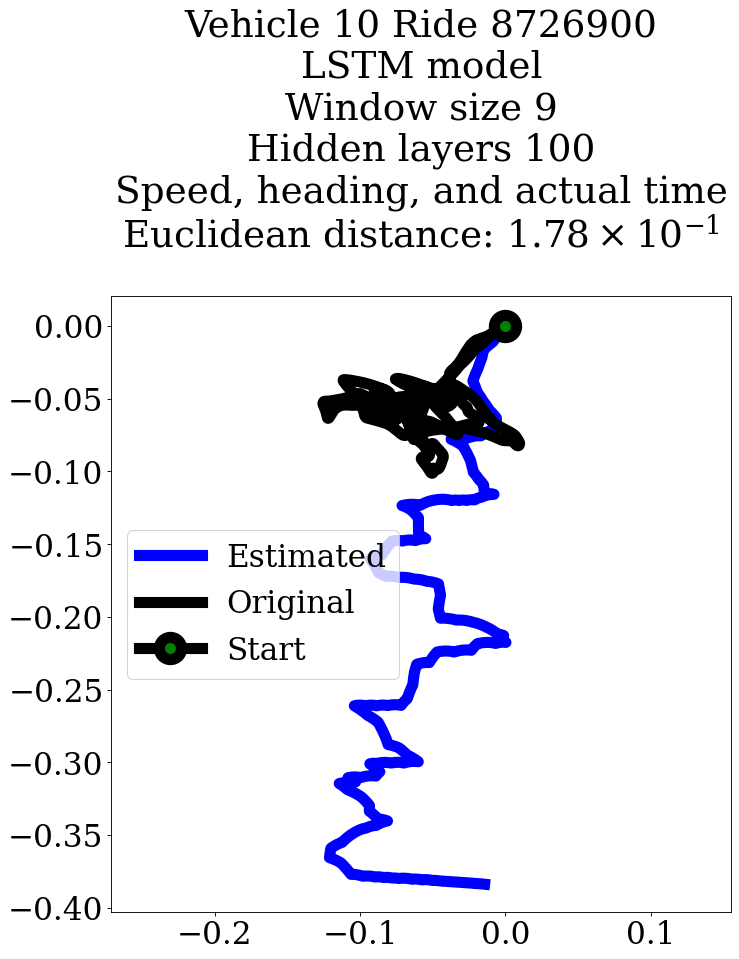 Vehicle 10 Ride 8726900
LSTM model
Window size 9
Hidden layers 100
Speed, heading, and actual time
Euclidean distance: 1.78 × 10⁻¹
0.00
−0.05
−0.10
−0.15
−0.20
−0.25
−0.30
−0.35
−0.40
Estimated
Original
Start
−0.2
−0.1
0.0
0.1